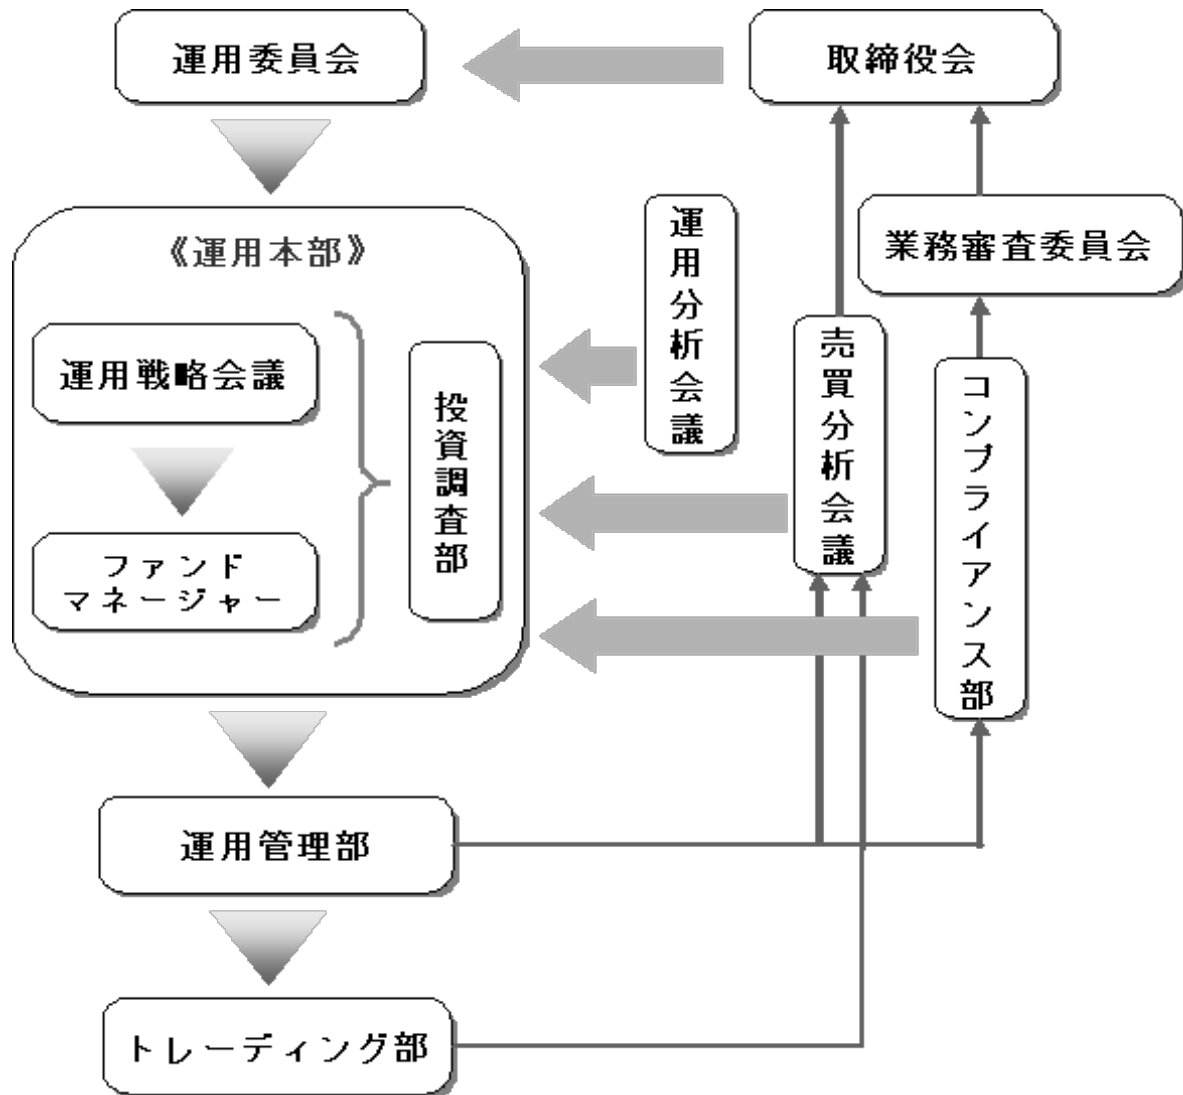 運用委員会
取締役会
業務審査委員会
《運用本部》
運用戦略会議
ファンド
マネージャー
投資調査部
運用分析会議
売買分析会議
コンプライアンス部
運用管理部
トレーディング部